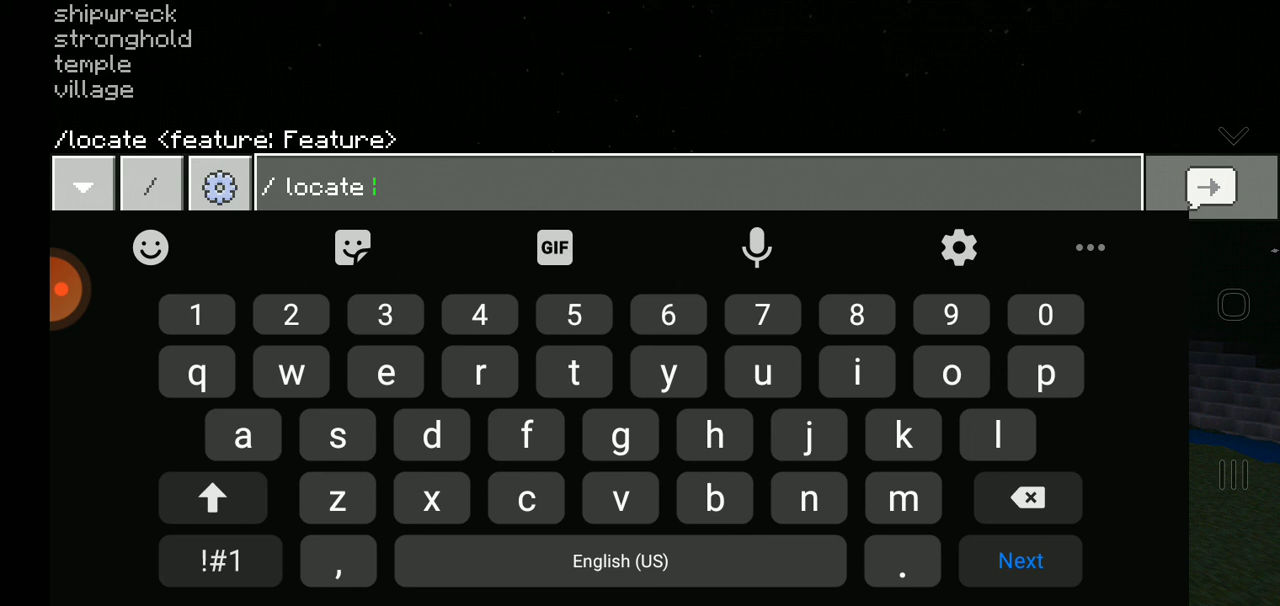 shipwreck
stronghold
temple
village
/locate <feature: Feature>
/
/ locate
GIF
1 2 3 4 5 6 7 8 9 0
q w e r t y u i o p
a s d f g h j k l
z x c v b n m
!#1 , English (US) . Next